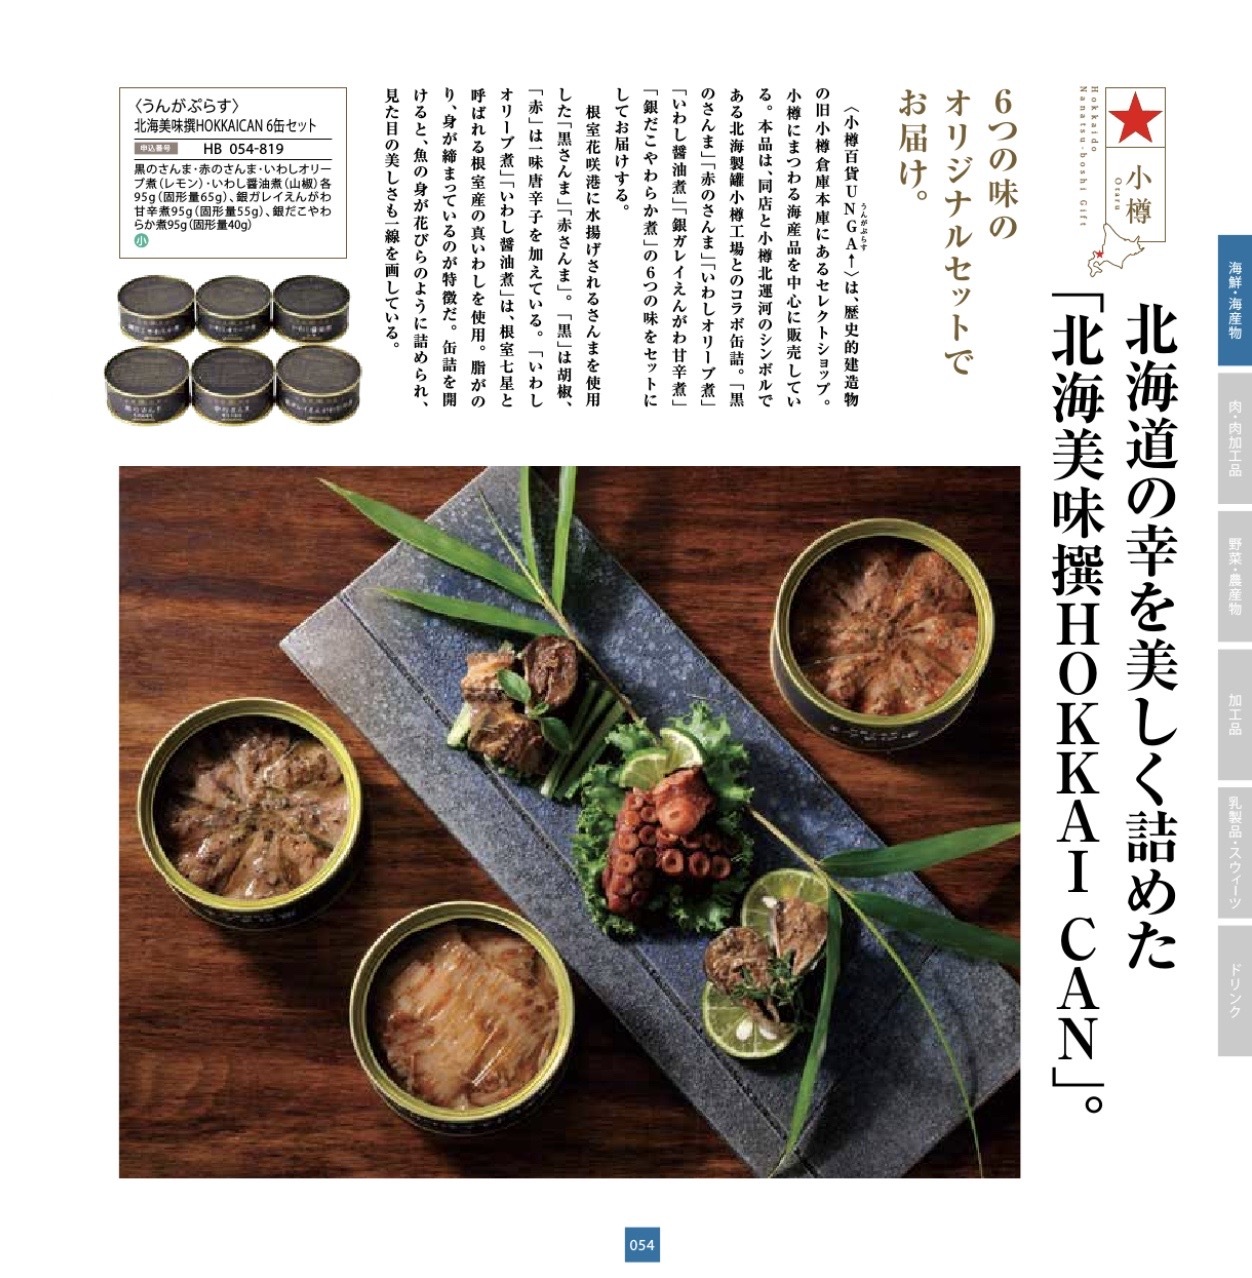 北海道の幸を美しく詰めた
「北海美味撰HOKKAI CAN」。
Hokkaido
Nanatsu-boshi Gift
小樽
Otaru
6つの味の
オリジナルセットで
お届け。
〈小樽百貨UNGA↑〉は、歴史的建造物
うんがぷらす
の旧小樽倉庫本庫にあるセレクトショップ。
小樽にまつわる海産品を中心に販売してい
る。本品は、同店と小樽北運河のシンボルで
ある北海製罐小樽工場とのコラボ缶詰。「黒
のさんま」「赤のさんま」「いわしオリーブ煮」
「いわし醤油煮」「銀ガレイえんがわ甘辛煮」
「銀だこやわらか煮」の6つの味をセットに
してお届けする。
根室花咲港に水揚げされるさんまを使用
した「黒さんま」「赤さんま」。「黒」は胡椒、
「赤」は一味唐辛子を加えている。「いわし
オリーブ煮」「いわし醤油煮」は、根室七星と
呼ばれる根室産の真いわしを使用。脂がの
り、身が締まっているのが特徴だ。缶詰を開
けると、魚の身が花びらのように詰められ、
見た目の美しさも一線を画している。
〈うんがぷらす〉
北海美味撰HOKKAICAN 6缶セット
申込番号 HB 054-819
黒のさんま・赤のさんま・いわしオリー
ブ煮（レモン）・いわし醤油煮（山椒）各
95g（固形量65g）、銀ガレイえんがわ
甘辛煮95g（固形量55g）、銀だこやわ
らか煮95g（固形量40g）
小
黒のさんま
赤のさんま
海鮮・海産物
肉・肉加工品
野菜・農産物
加工品
乳製品・スウィーツ
ドリンク
054